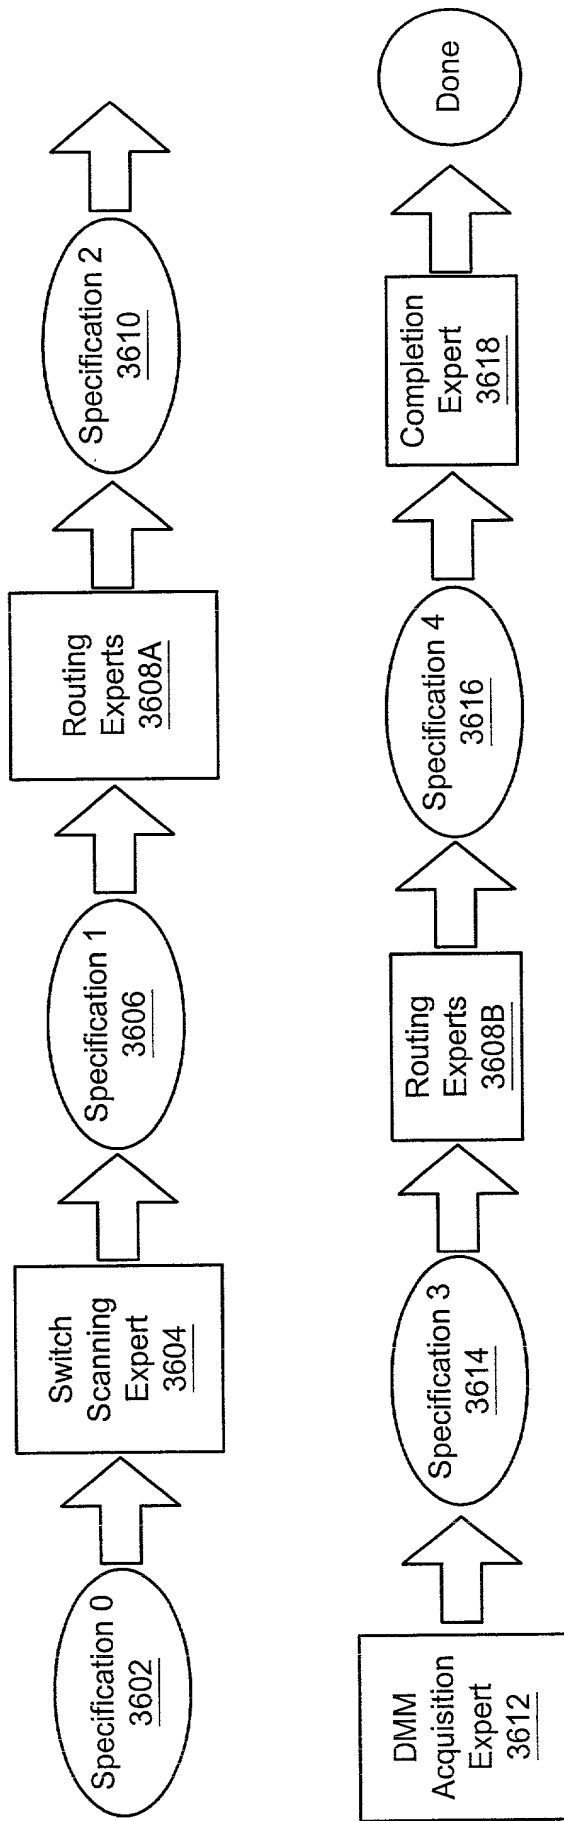 Specification 0
3602
Switch
Scanning
Expert
3604
Specification 1
3606
Routing
Experts
3608A
Specification 2
3610
DMM
Acquisition
Expert
3612
Specification 3
3614
Routing
Experts
3608B
Specification 4
3616
Completion
Expert
3618
Done